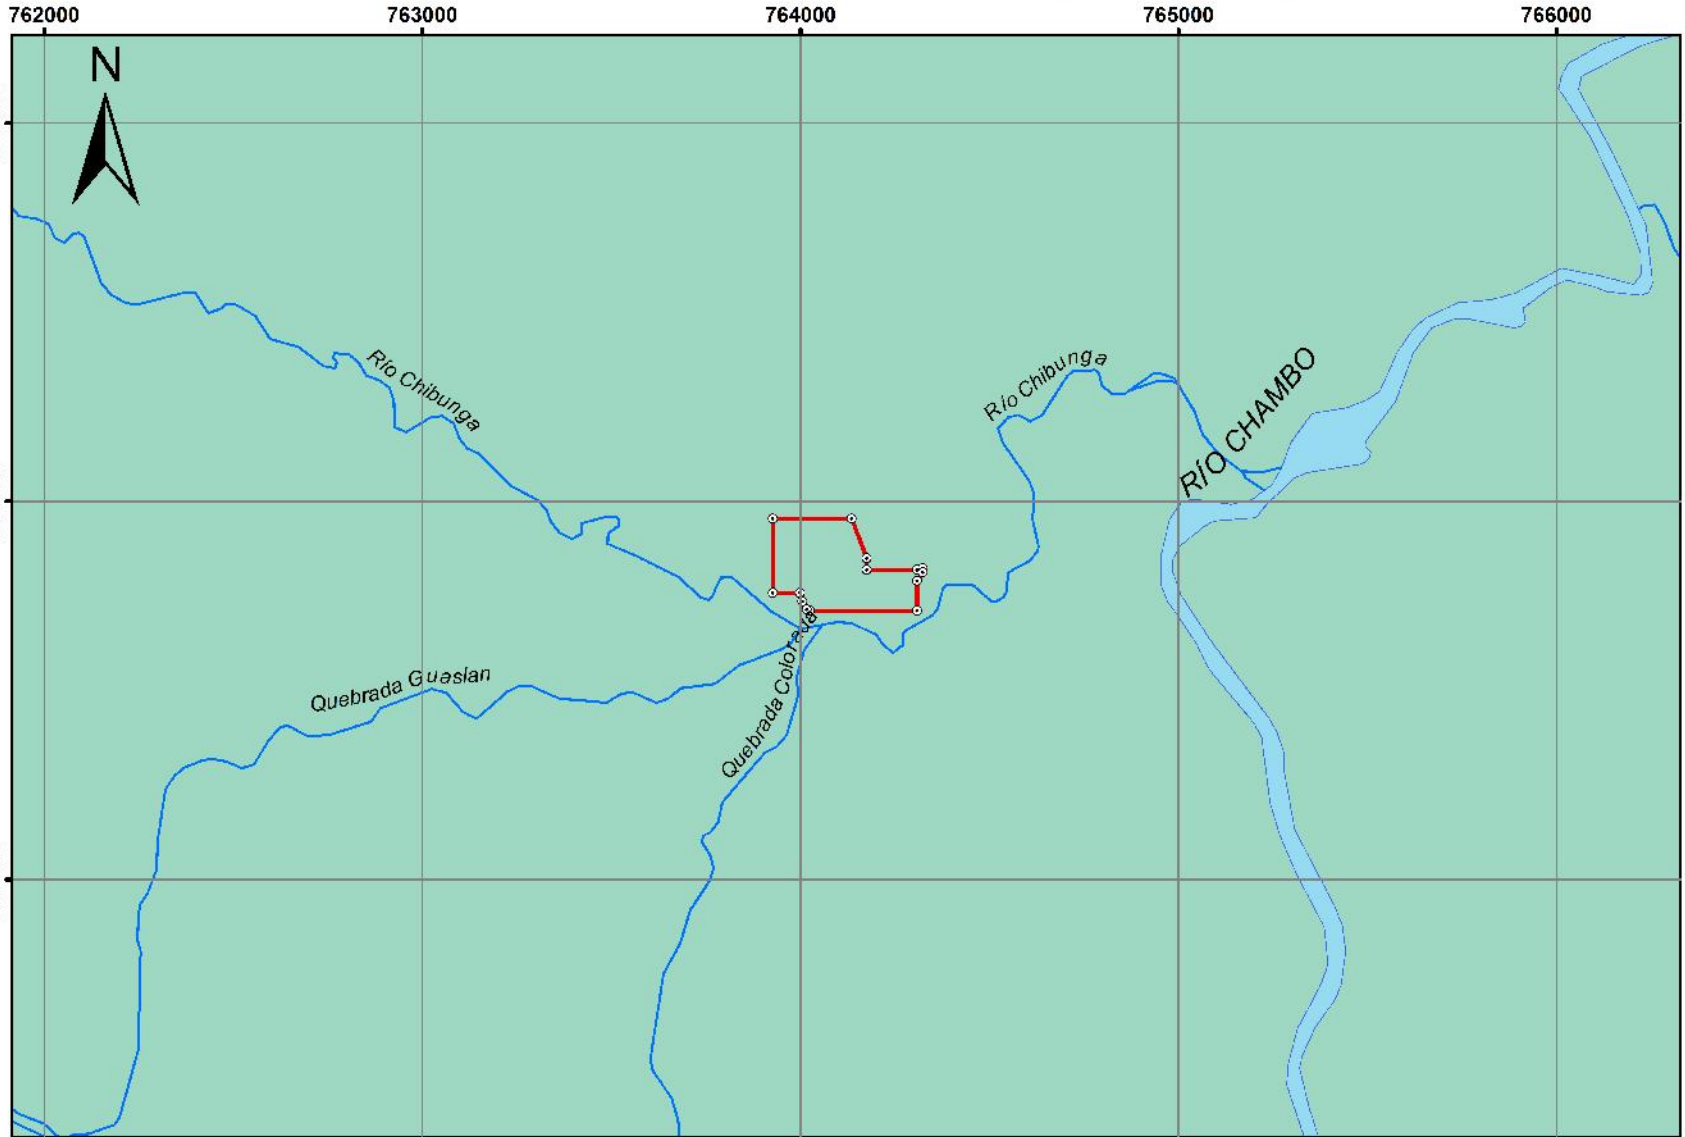 762000 763000 764000 765000 766000
N
Río Chibunga
Río Chibunga
RÍO CHAMBO
Quebrada Guaslan
Quebrada Colorada